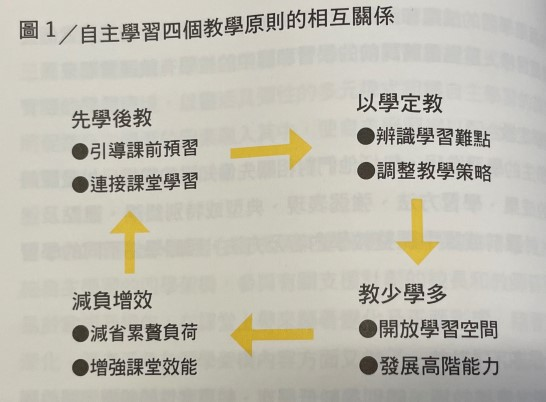 圖1／自主學習四個教學原則的相互關係
先學後教
●引導課前預習
●連接課堂學習
以學定教
●辨識學習難點
●調整教學策略
減負增效
●減省累贅負荷
●增強課堂效能
教少學多
●開放學習空間
●發展高階能力